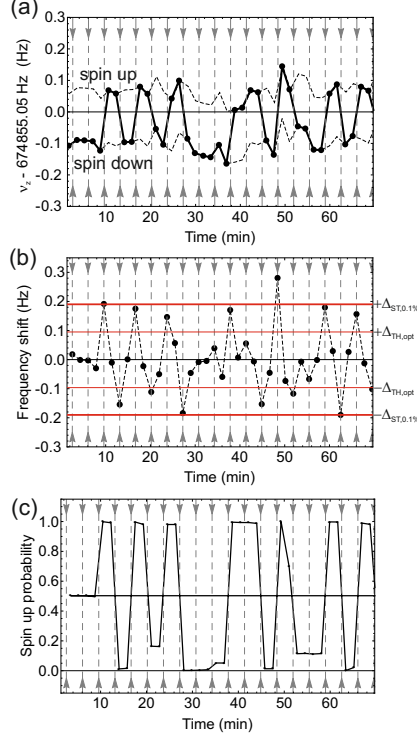 (a)
0.3
0.2
spin up
0.1
0.0
-0.1
spin down
-0.2
-0.3
ν_z - 674855.05 Hz (Hz)
10 20 30 40 50 60
Time (min)
(b)
0.3
0.2
+Δ_ST,0.1%
0.1
+Δ_TH,opt
0.0
-0.1
-Δ_TH,opt
-0.2
-Δ_ST,0.1%
-0.3
Frequency shift (Hz)
10 20 30 40 50 60
Time (min)
(c)
1.0
0.8
0.6
0.4
0.2
0.0
Spin up probability
10 20 30 40 50 60
Time (min)